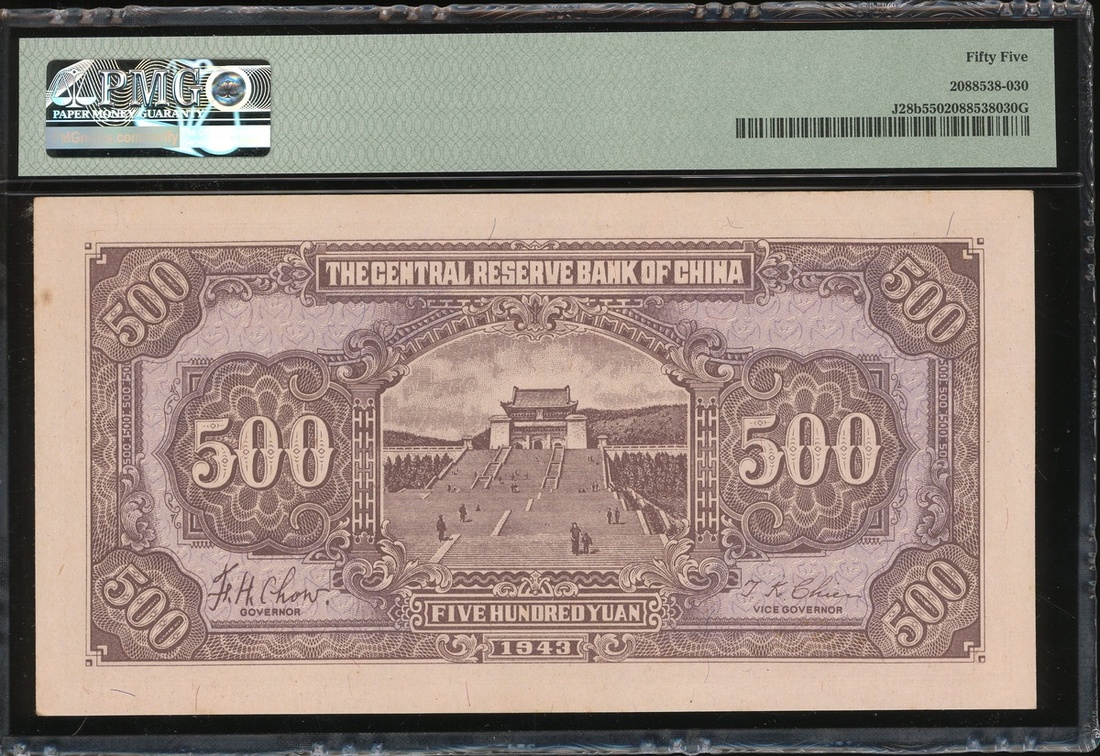 PMG
PAPER MONEY GUARANTY
Fifty Five
2088538-030
J28b5502088538030G
THE CENTRAL RESERVE BANK OF CHINA
500
500
500
500
500
500
F. H. Chow.
GOVERNOR
T. K. Chien
VICE GOVERNOR
FIVE HUNDRED YUAN
1943